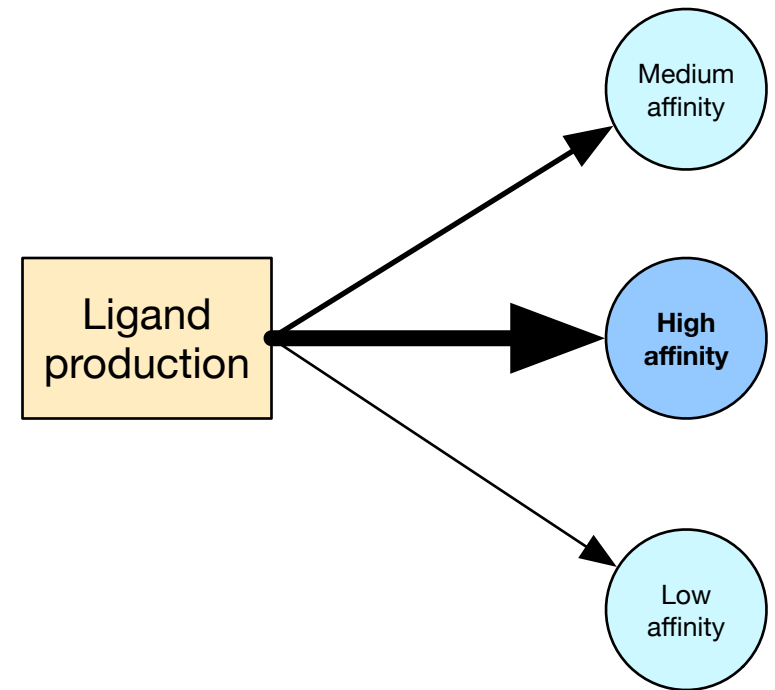 Medium
affinity
Ligand
production
High
affinity
Low
affinity